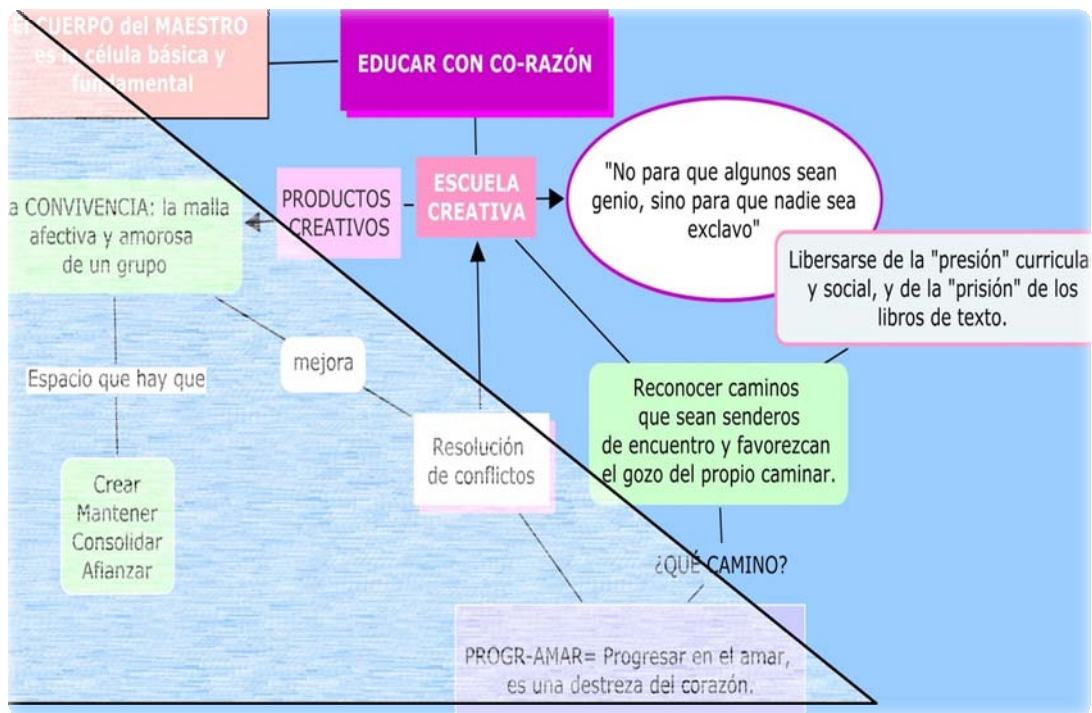 El CUERPO del MAESTRO
es la célula básica y
fundamental
EDUCAR CON CO-RAZÓN
PRODUCTOS
CREATIVOS
ESCUELA
CREATIVA
"No para que algunos sean
genio, sino para que nadie sea
exclavo"
a CONVIVENCIA: la malla
afectiva y amorosa
de un grupo
Libersarse de la "presión" curricula
y social, y de la "prisión" de los
libros de texto.
mejora
Espacio que hay que
Reconocer caminos
que sean senderos
de encuentro y favorezcan
el gozo del propio caminar.
Resolución
de conflictos
Crear
Mantener
Consolidar
Afianzar
¿QUÉ CAMINO?
PROGR-AMAR= Progresar en el amar,
es una destreza del corazón.